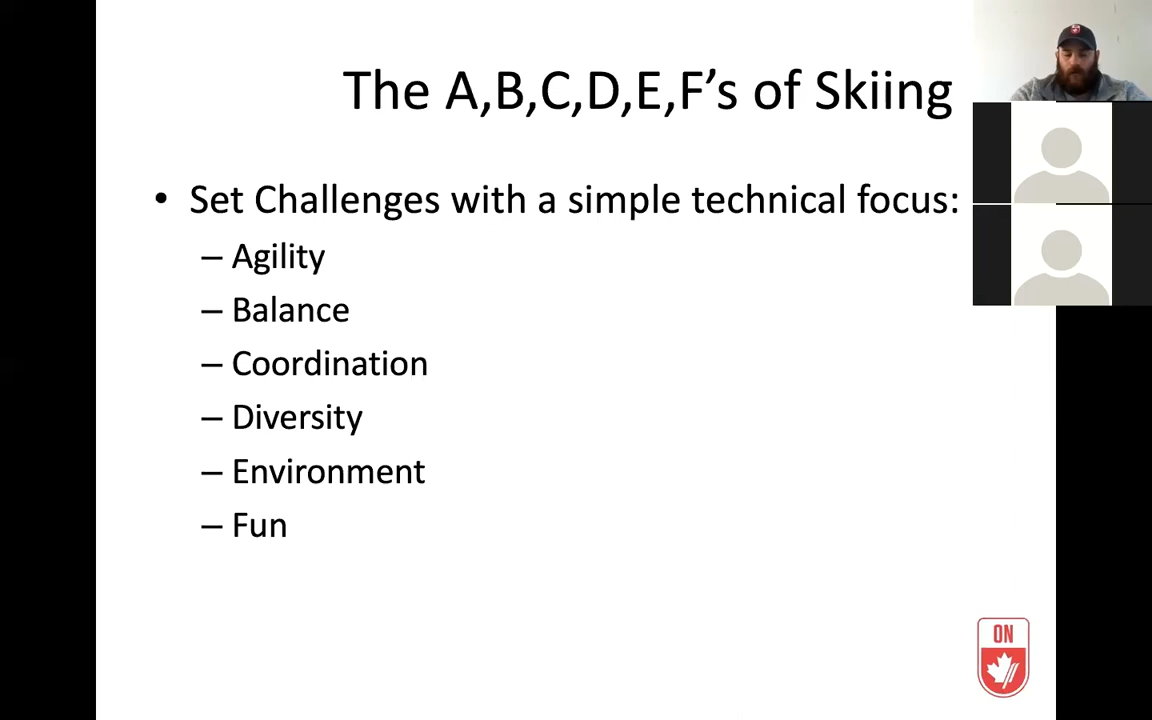 The A,B,C,D,E,F’s of Skiing
• Set Challenges with a simple technical focus:
– Agility
– Balance
– Coordination
– Diversity
– Environment
– Fun
ON